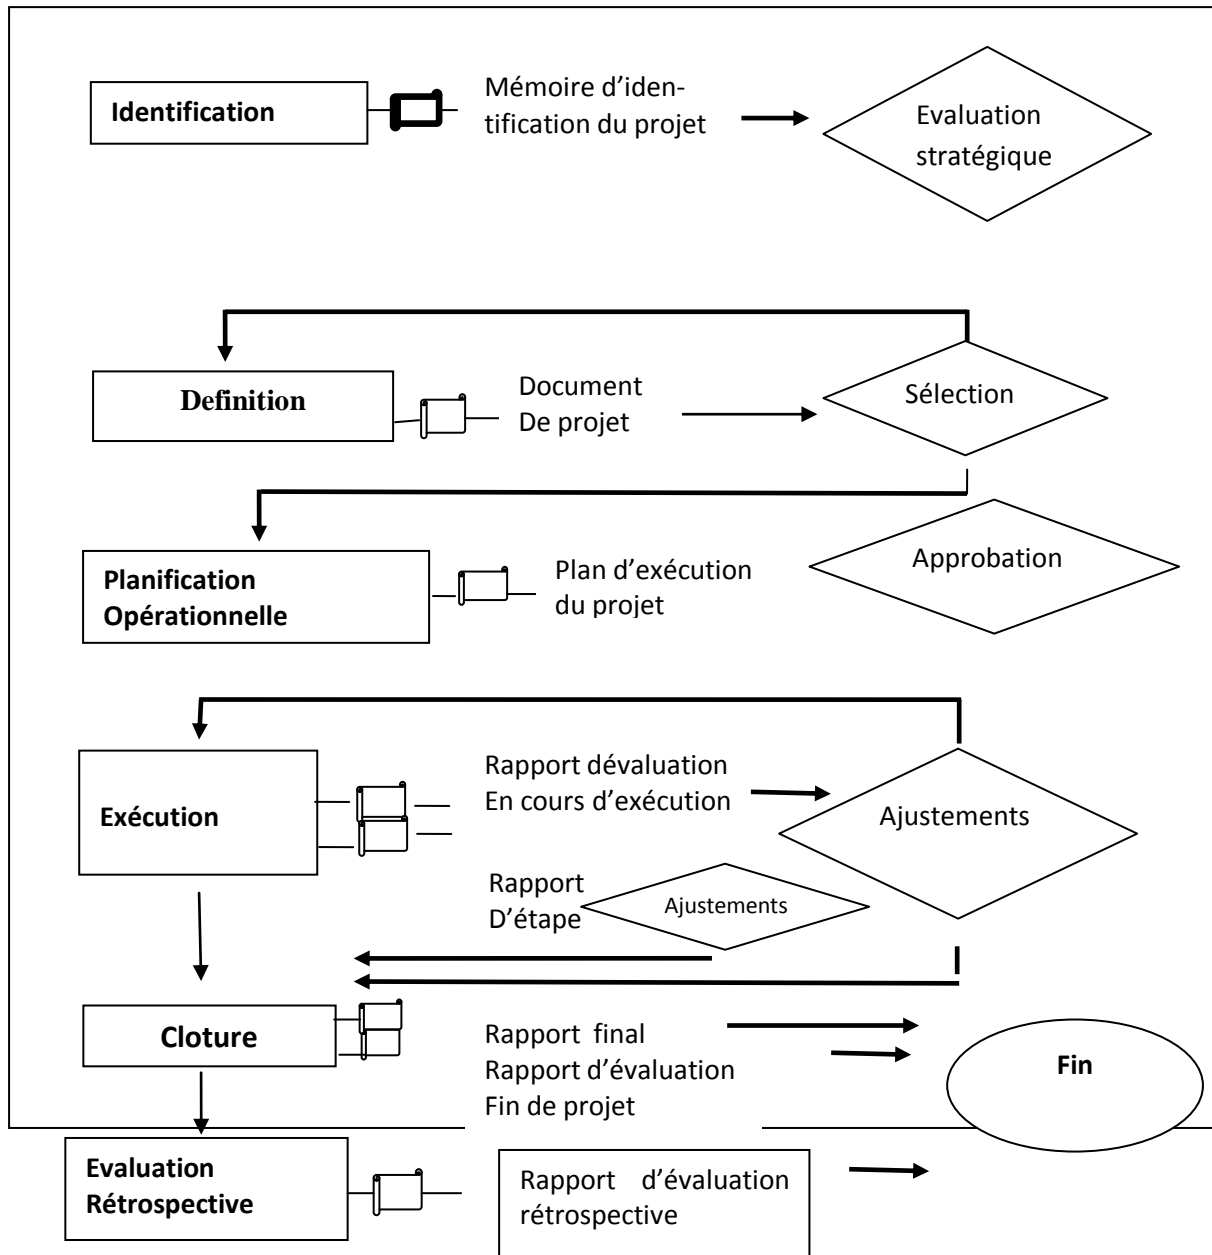 Identification
Mémoire d'iden-
tification du projet
Evaluation
stratégique
Definition
Document
De projet
Sélection
Planification
Opérationnelle
Plan d'exécution
du projet
Approbation
Exécution
Rapport dévaluation
En cours d'exécution
Ajustements
Rapport
D'étape
Ajustements
Cloture
Rapport final
Rapport d'évaluation
Fin de projet
Fin
Evaluation
Rétrospective
Rapport d'évaluation
rétrospective